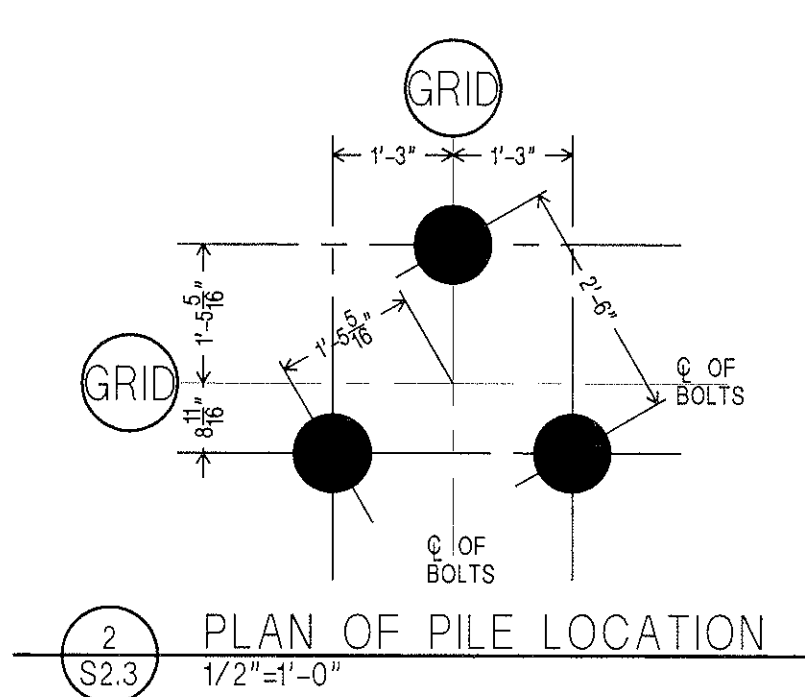 GRID
1'-3" 1'-3"
1'-5 5/16"
2'-6"
1'-5 5/16"
GRID
8 11/16"
℄ OF
BOLTS
℄ OF
BOLTS
2
S2.3
PLAN OF PILE LOCATION
1/2"=1'-0"